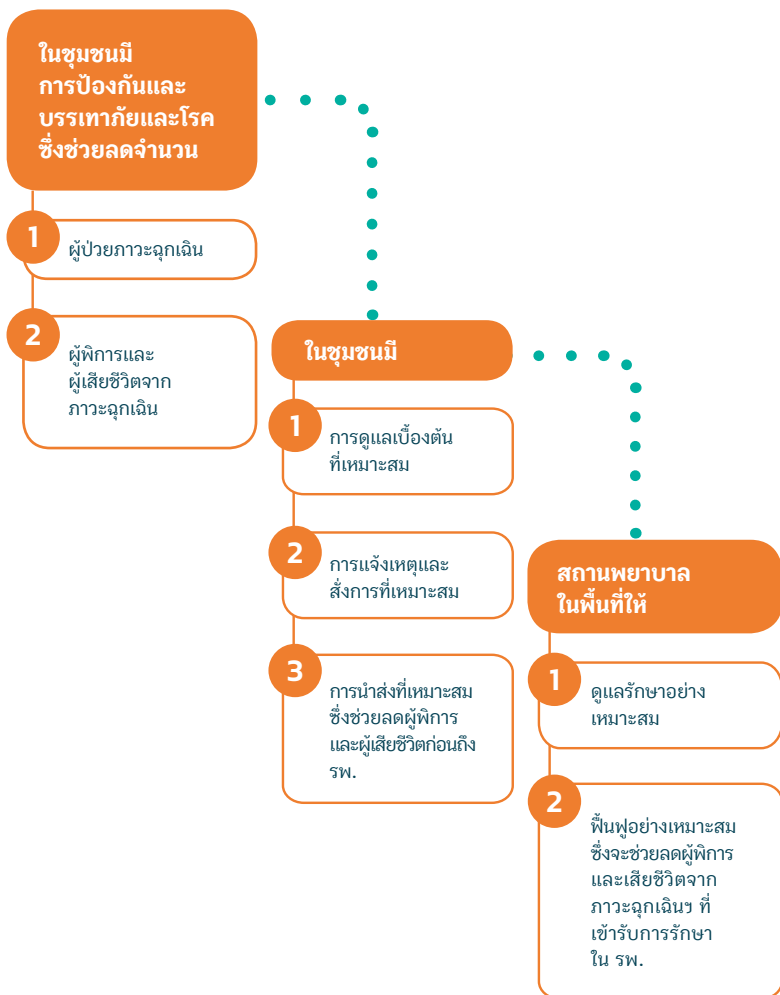 ในชุมชนมี
การป้องกันและ
บรรเทาภัยและโรค
ซึ่งช่วยลดจำนวน
1
ผู้ป่วยภาวะฉุกเฉิน
2
ผู้พิการและ
ผู้เสียชีวิตจาก
ภาวะฉุกเฉิน
ในชุมชนมี
1
การดูแลเบื้องต้น
ที่เหมาะสม
2
การแจ้งเหตุและ
สั่งการที่เหมาะสม
3
การนำส่งที่เหมาะสม
ซึ่งช่วยลดผู้พิการ
และผู้เสียชีวิตก่อนถึง
รพ.
สถานพยาบาล
ในพื้นที่ให้
1
ดูแลรักษาอย่าง
เหมาะสม
2
ฟื้นฟูอย่างเหมาะสม
ซึ่งจะช่วยลดผู้พิการ
และเสียชีวิตจาก
ภาวะฉุกเฉินฯ ที่
เข้ารับการรักษา
ใน รพ.